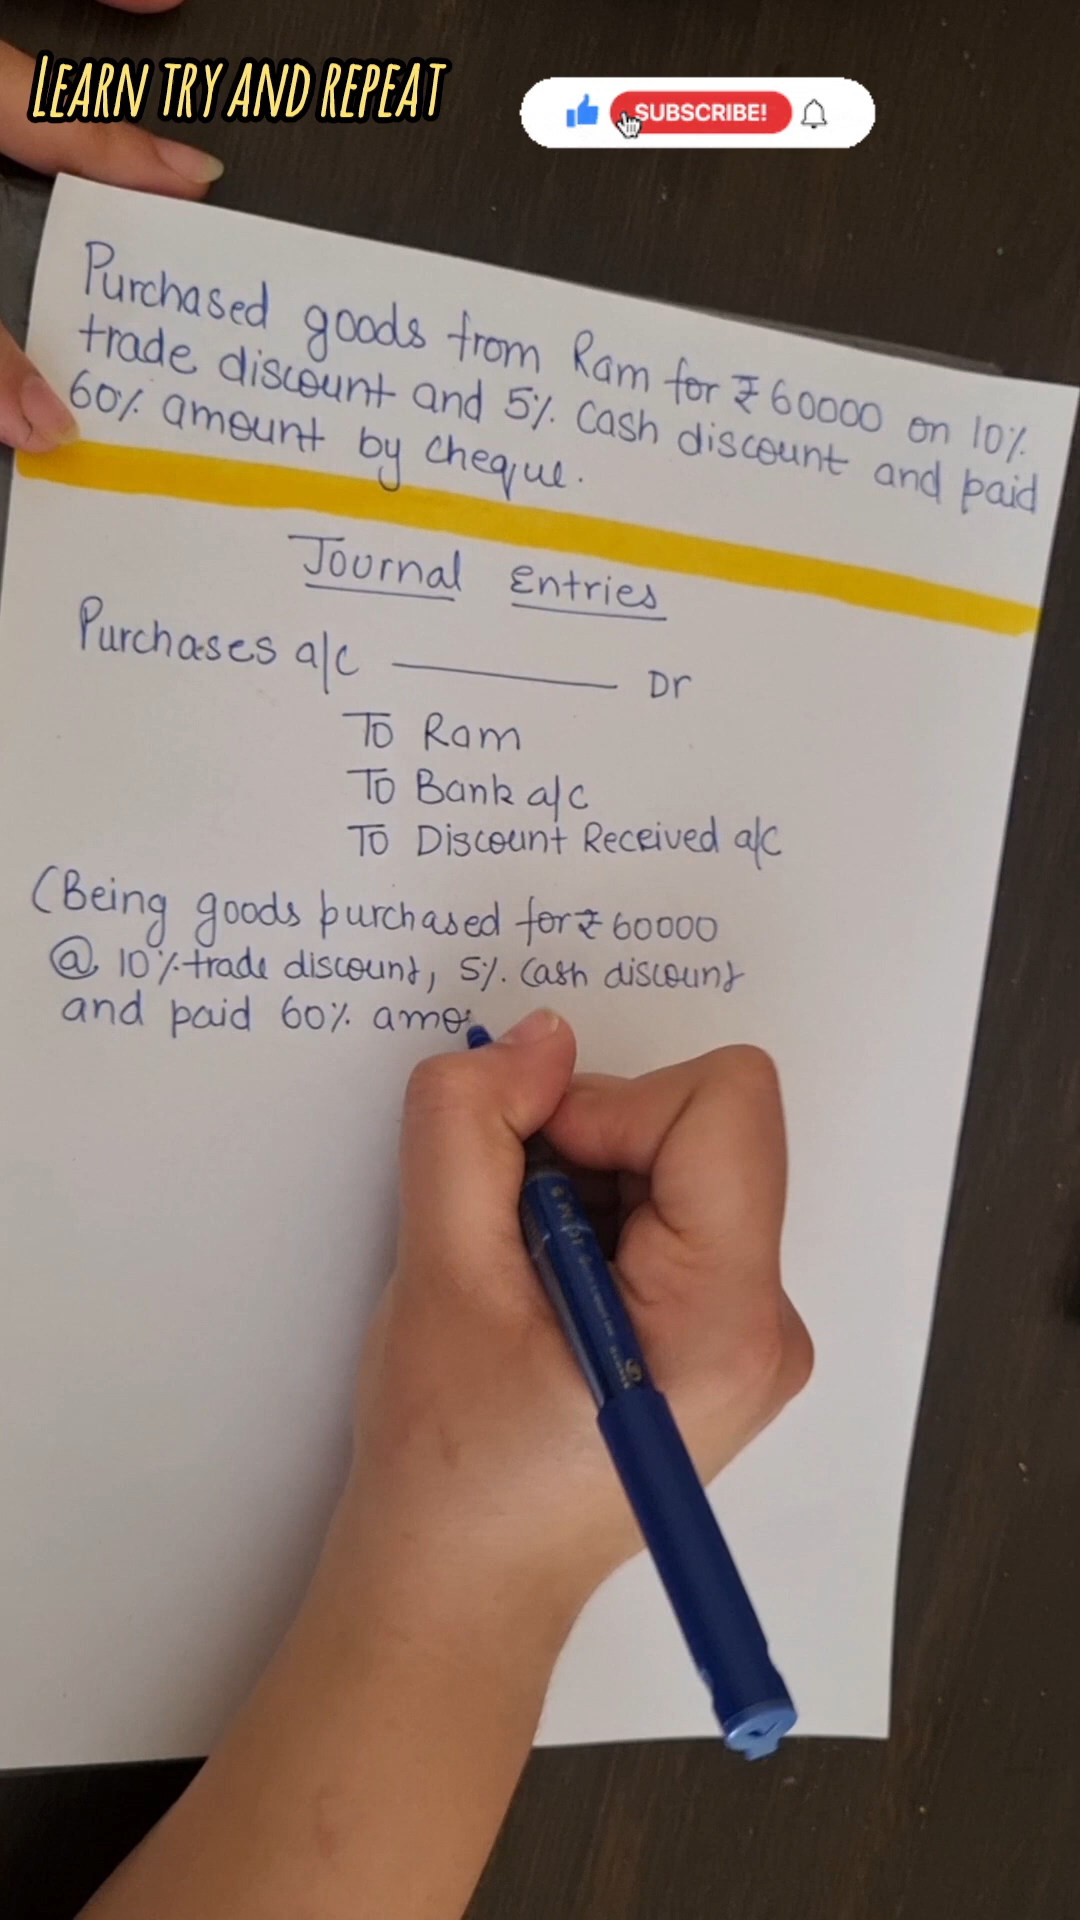 LEARN TRY AND REPEAT
SUBSCRIBE!
Purchased goods from Ram for ₹ 60000 on 10%
trade discount and 5% Cash discount and paid
60% amount by cheque.
Journal Entries
Purchases a/c ———— Dr
To Ram
To Bank a/c
To Discount Received a/c
(Being goods purchased for ₹ 60000
@ 10% trade discount, 5% Cash discount
and paid 60% amo